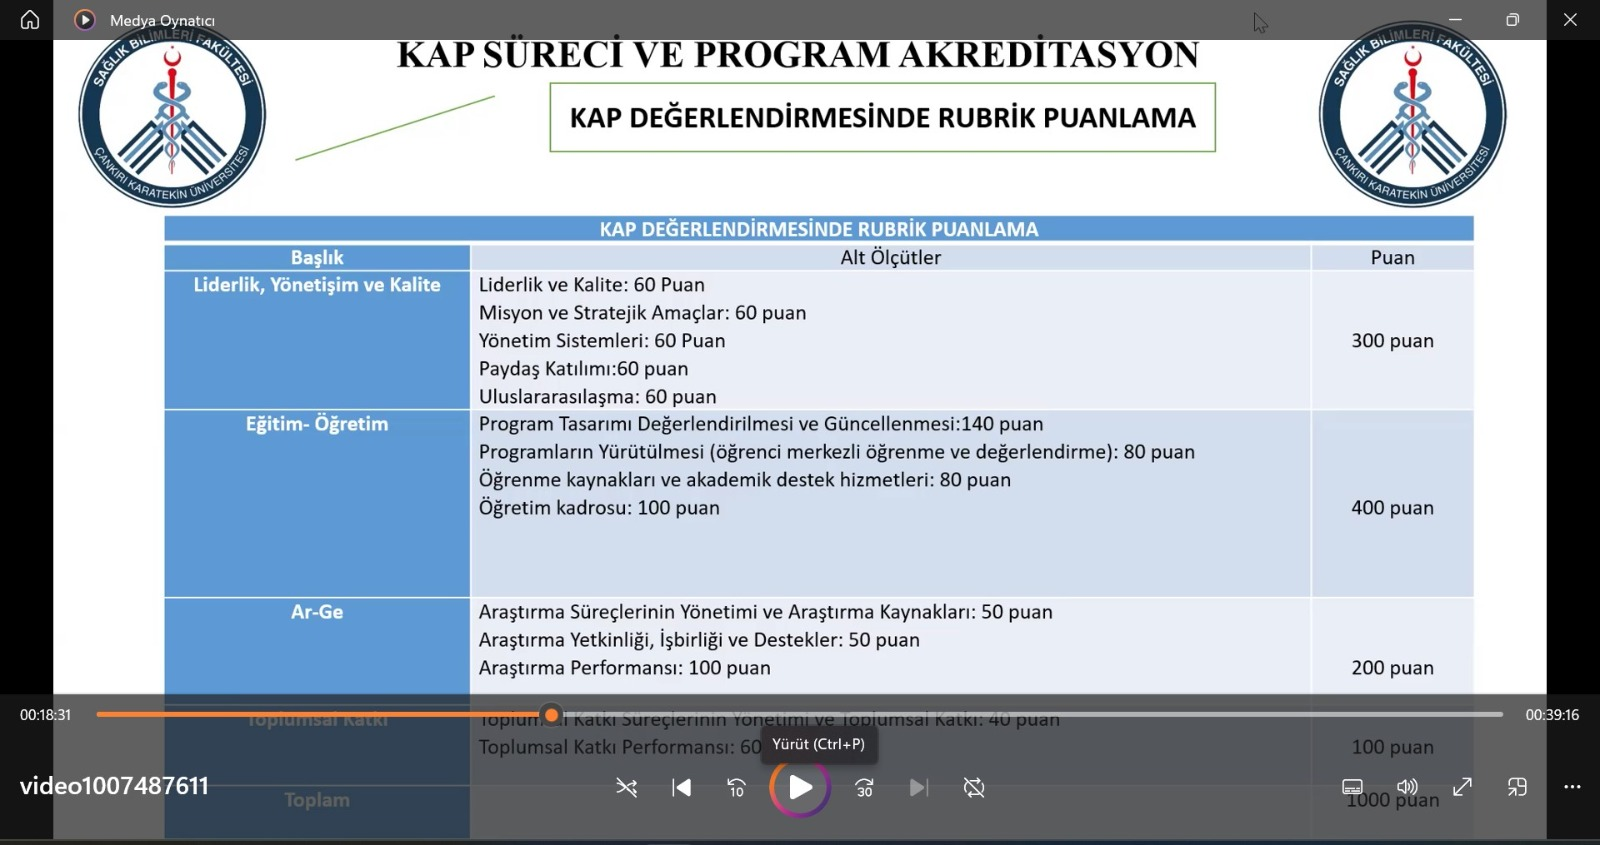 Medya Oynatıcı
KAP SÜRECİ VE PROGRAM AKREDİTASYON
SAĞLIK BİLİMLERİ FAKÜLTESİ
ÇANKIRI KARATEKİN ÜNİVERSİTESİ
KAP DEĞERLENDİRMESİNDE RUBRİK PUANLAMA
SAĞLIK BİLİMLERİ FAKÜLTESİ
ÇANKIRI KARATEKİN ÜNİVERSİTESİ
KAP DEĞERLENDİRMESİNDE RUBRİK PUANLAMA
Başlık Alt Ölçütler Puan
Liderlik, Yönetişim ve Kalite Liderlik ve Kalite: 60 Puan
Misyon ve Stratejik Amaçlar: 60 puan
Yönetim Sistemleri: 60 Puan 300 puan
Paydaş Katılımı:60 puan
Uluslararasılaşma: 60 puan
Eğitim- Öğretim Program Tasarımı Değerlendirilmesi ve Güncellenmesi:140 puan
Programların Yürütülmesi (öğrenci merkezli öğrenme ve değerlendirme): 80 puan
Öğrenme kaynakları ve akademik destek hizmetleri: 80 puan
Öğretim kadrosu: 100 puan 400 puan
Ar-Ge Araştırma Süreçlerinin Yönetimi ve Araştırma Kaynakları: 50 puan
Araştırma Yetkinliği, İşbirliği ve Destekler: 50 puan
Araştırma Performansı: 100 puan 200 puan
00:18:31 00:39:16
Toplumsal Katkı Katkı Süreçlerinin Yönetimi ve Toplumsal Katkı: 40 puan
Toplumsal Katkı Performansı: 60 Yürüt (Ctrl+P) 100 puan
video1007487611 10 30
Toplam 1000 puan